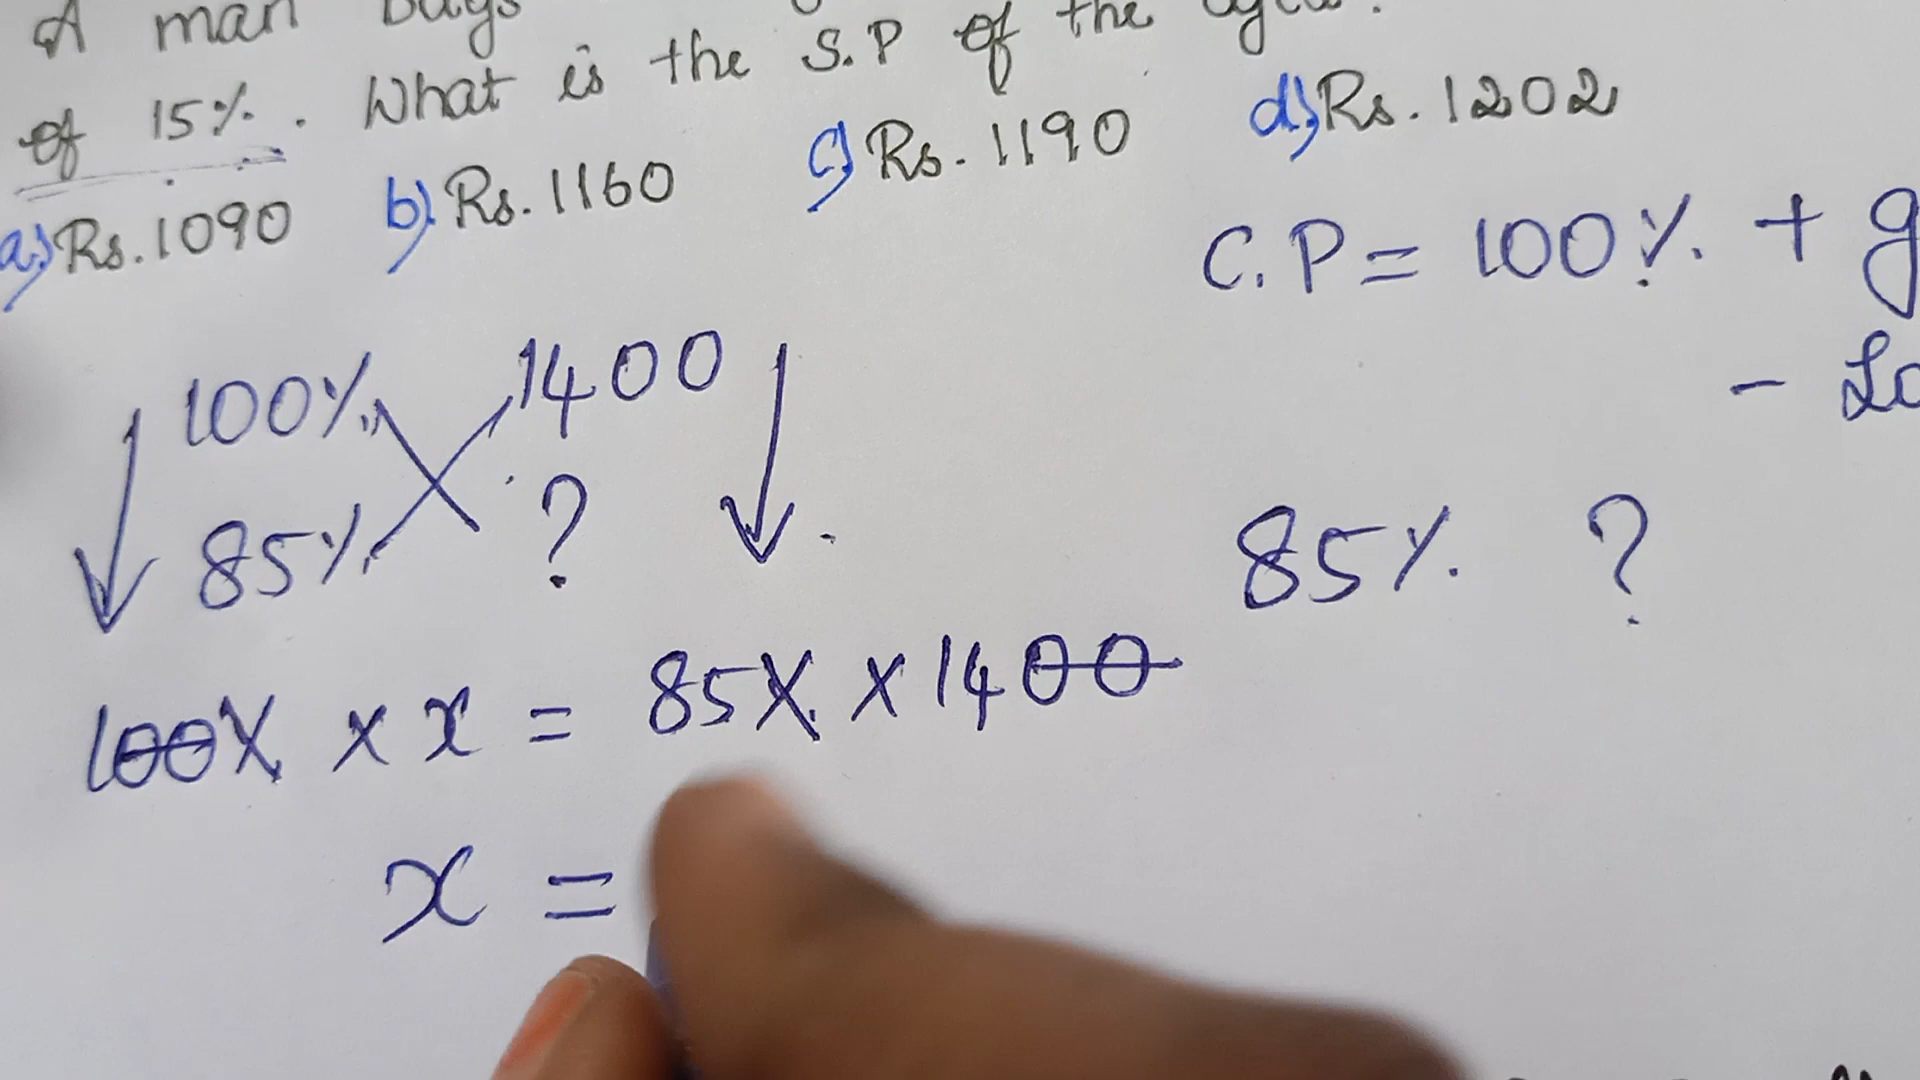 A man buys
of 15%. What is the S.P of the
a) Rs. 1090 b) Rs. 1160 c) Rs. 1190 d) Rs. 1202
C.P = 100% + g
- Lo
100% 1400
85% ?
85% ?
100% × x = 85% × 1400
x =